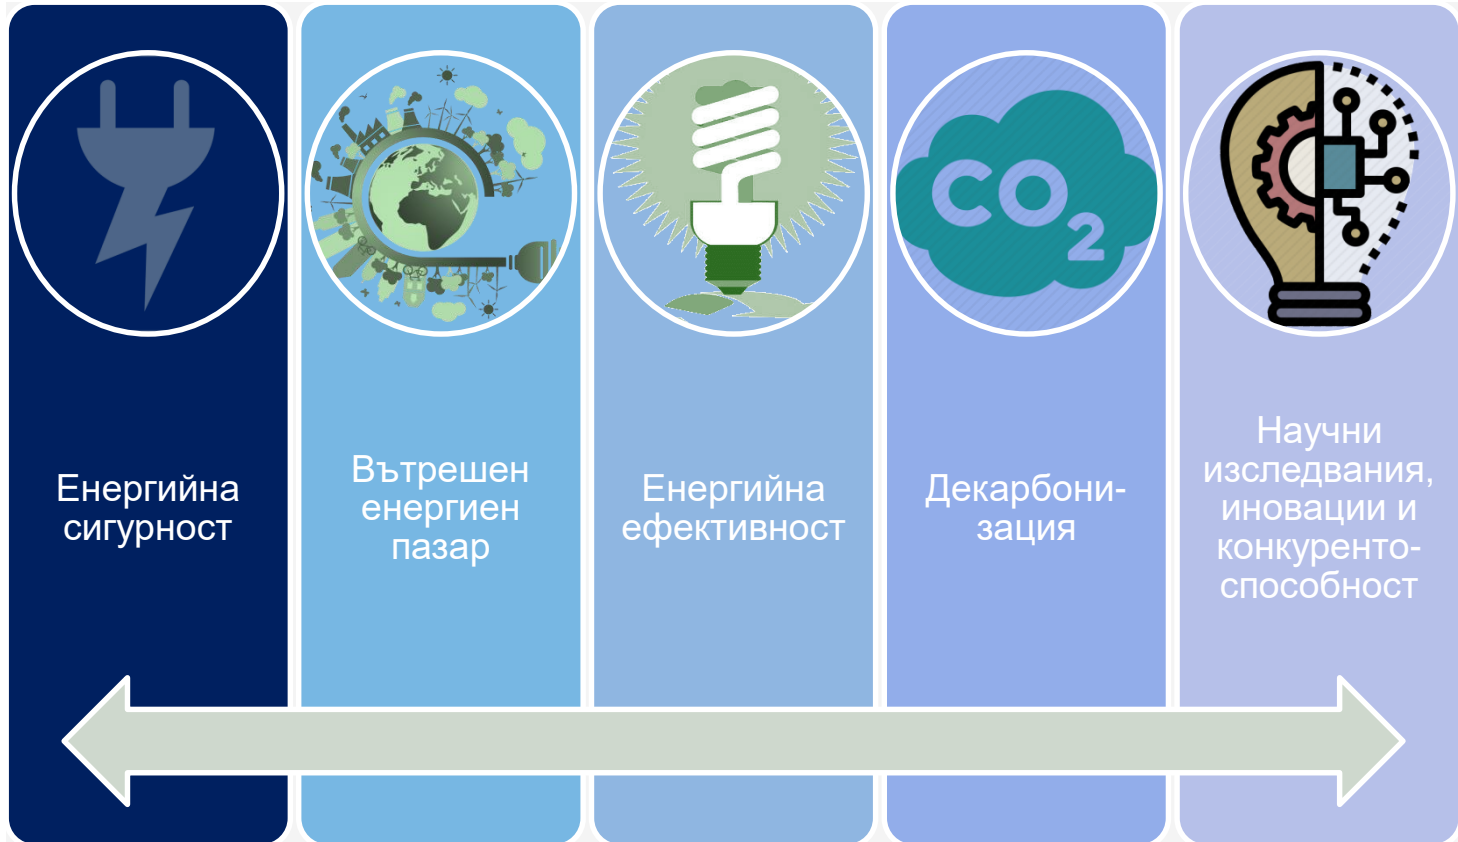 Енергийна
сигурност
Вътрешен
енергиен
пазар
Енергийна
ефективност
CO2
Декарбони-
зация
Научни
изследвания,
иновации и
конкуренто-
способност